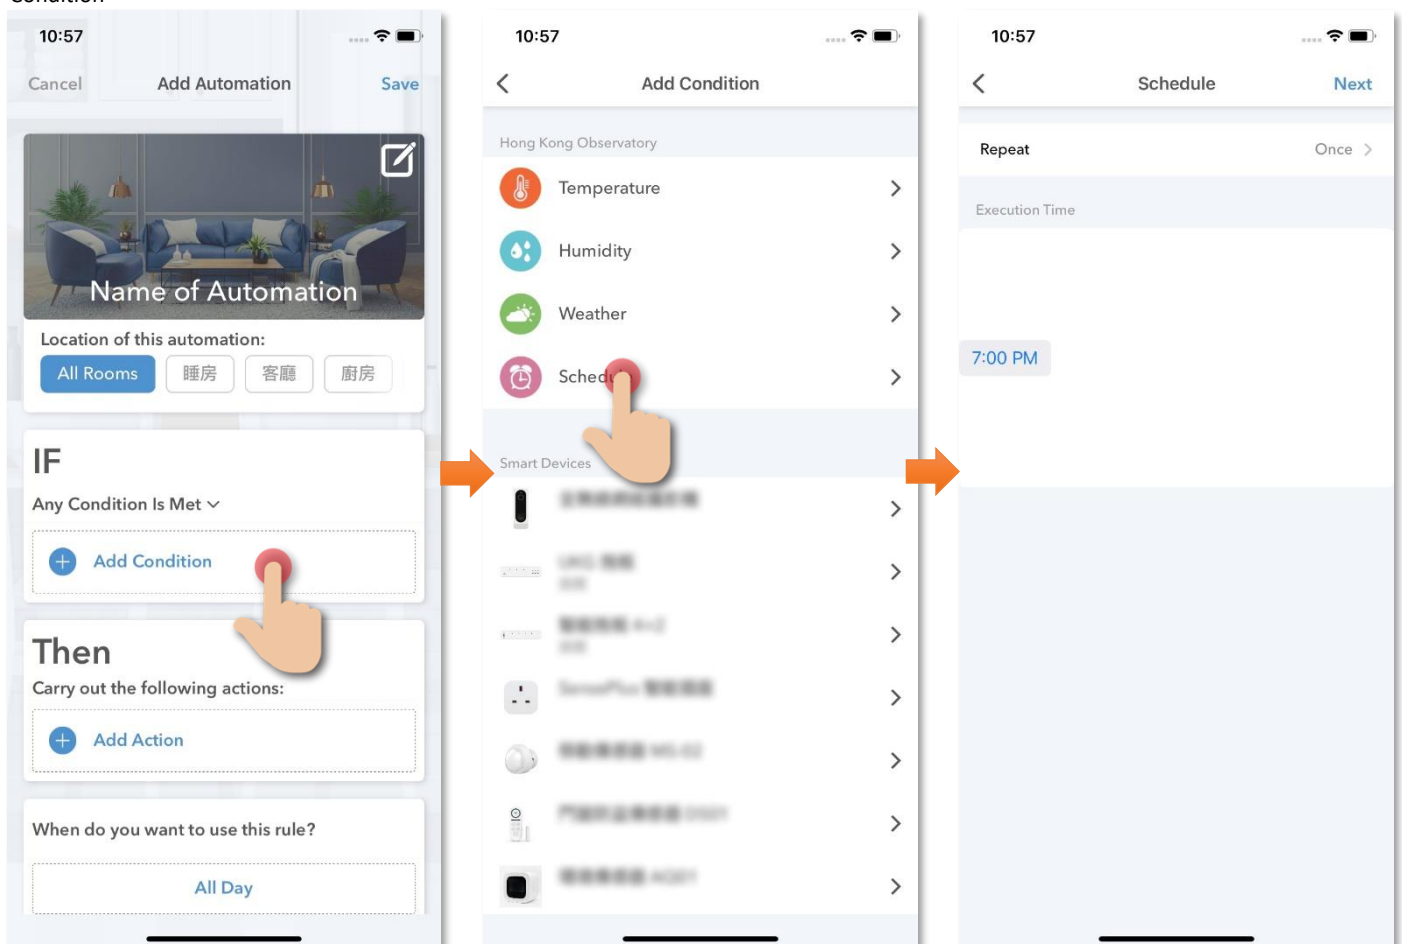 Condition
10:57
Cancel Add Automation Save
Name of Automation
Location of this automation:
All Rooms 睡房 客廳 廚房
IF
Any Condition Is Met
Add Condition
Then
Carry out the following actions:
Add Action
When do you want to use this rule?
All Day
10:57
Add Condition
Hong Kong Observatory
Temperature
Humidity
Weather
Smart Devices
10:57
Schedule Next
Repeat Once
Execution Time
7:00 PM